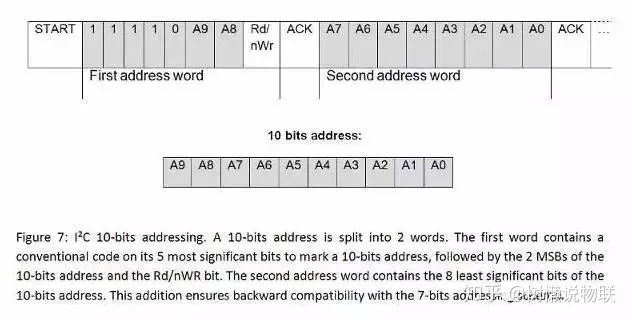 START 1 1 1 1 0 A9 A8 Rd/ nWr ACK A7 A6 A5 A4 A3 A2 A1 A0 ACK ...
First address word Second address word
10 bits address:
A9 A8 A7 A6 A5 A4 A3 A2 A1 A0
Figure 7: I²C 10-bits addressing. A 10-bits address is split into 2 words. The first word contains a
conventional code on its 5 most significant bits to mark a 10-bits address, followed by the 2 MSBs of the
10-bits address and the Rd/nWR bit. The second address word contains the 8 least significant bits of the
10-bits address. This addition ensures backward compatibility with the 7-bits addressing
知乎 @树懒说物联